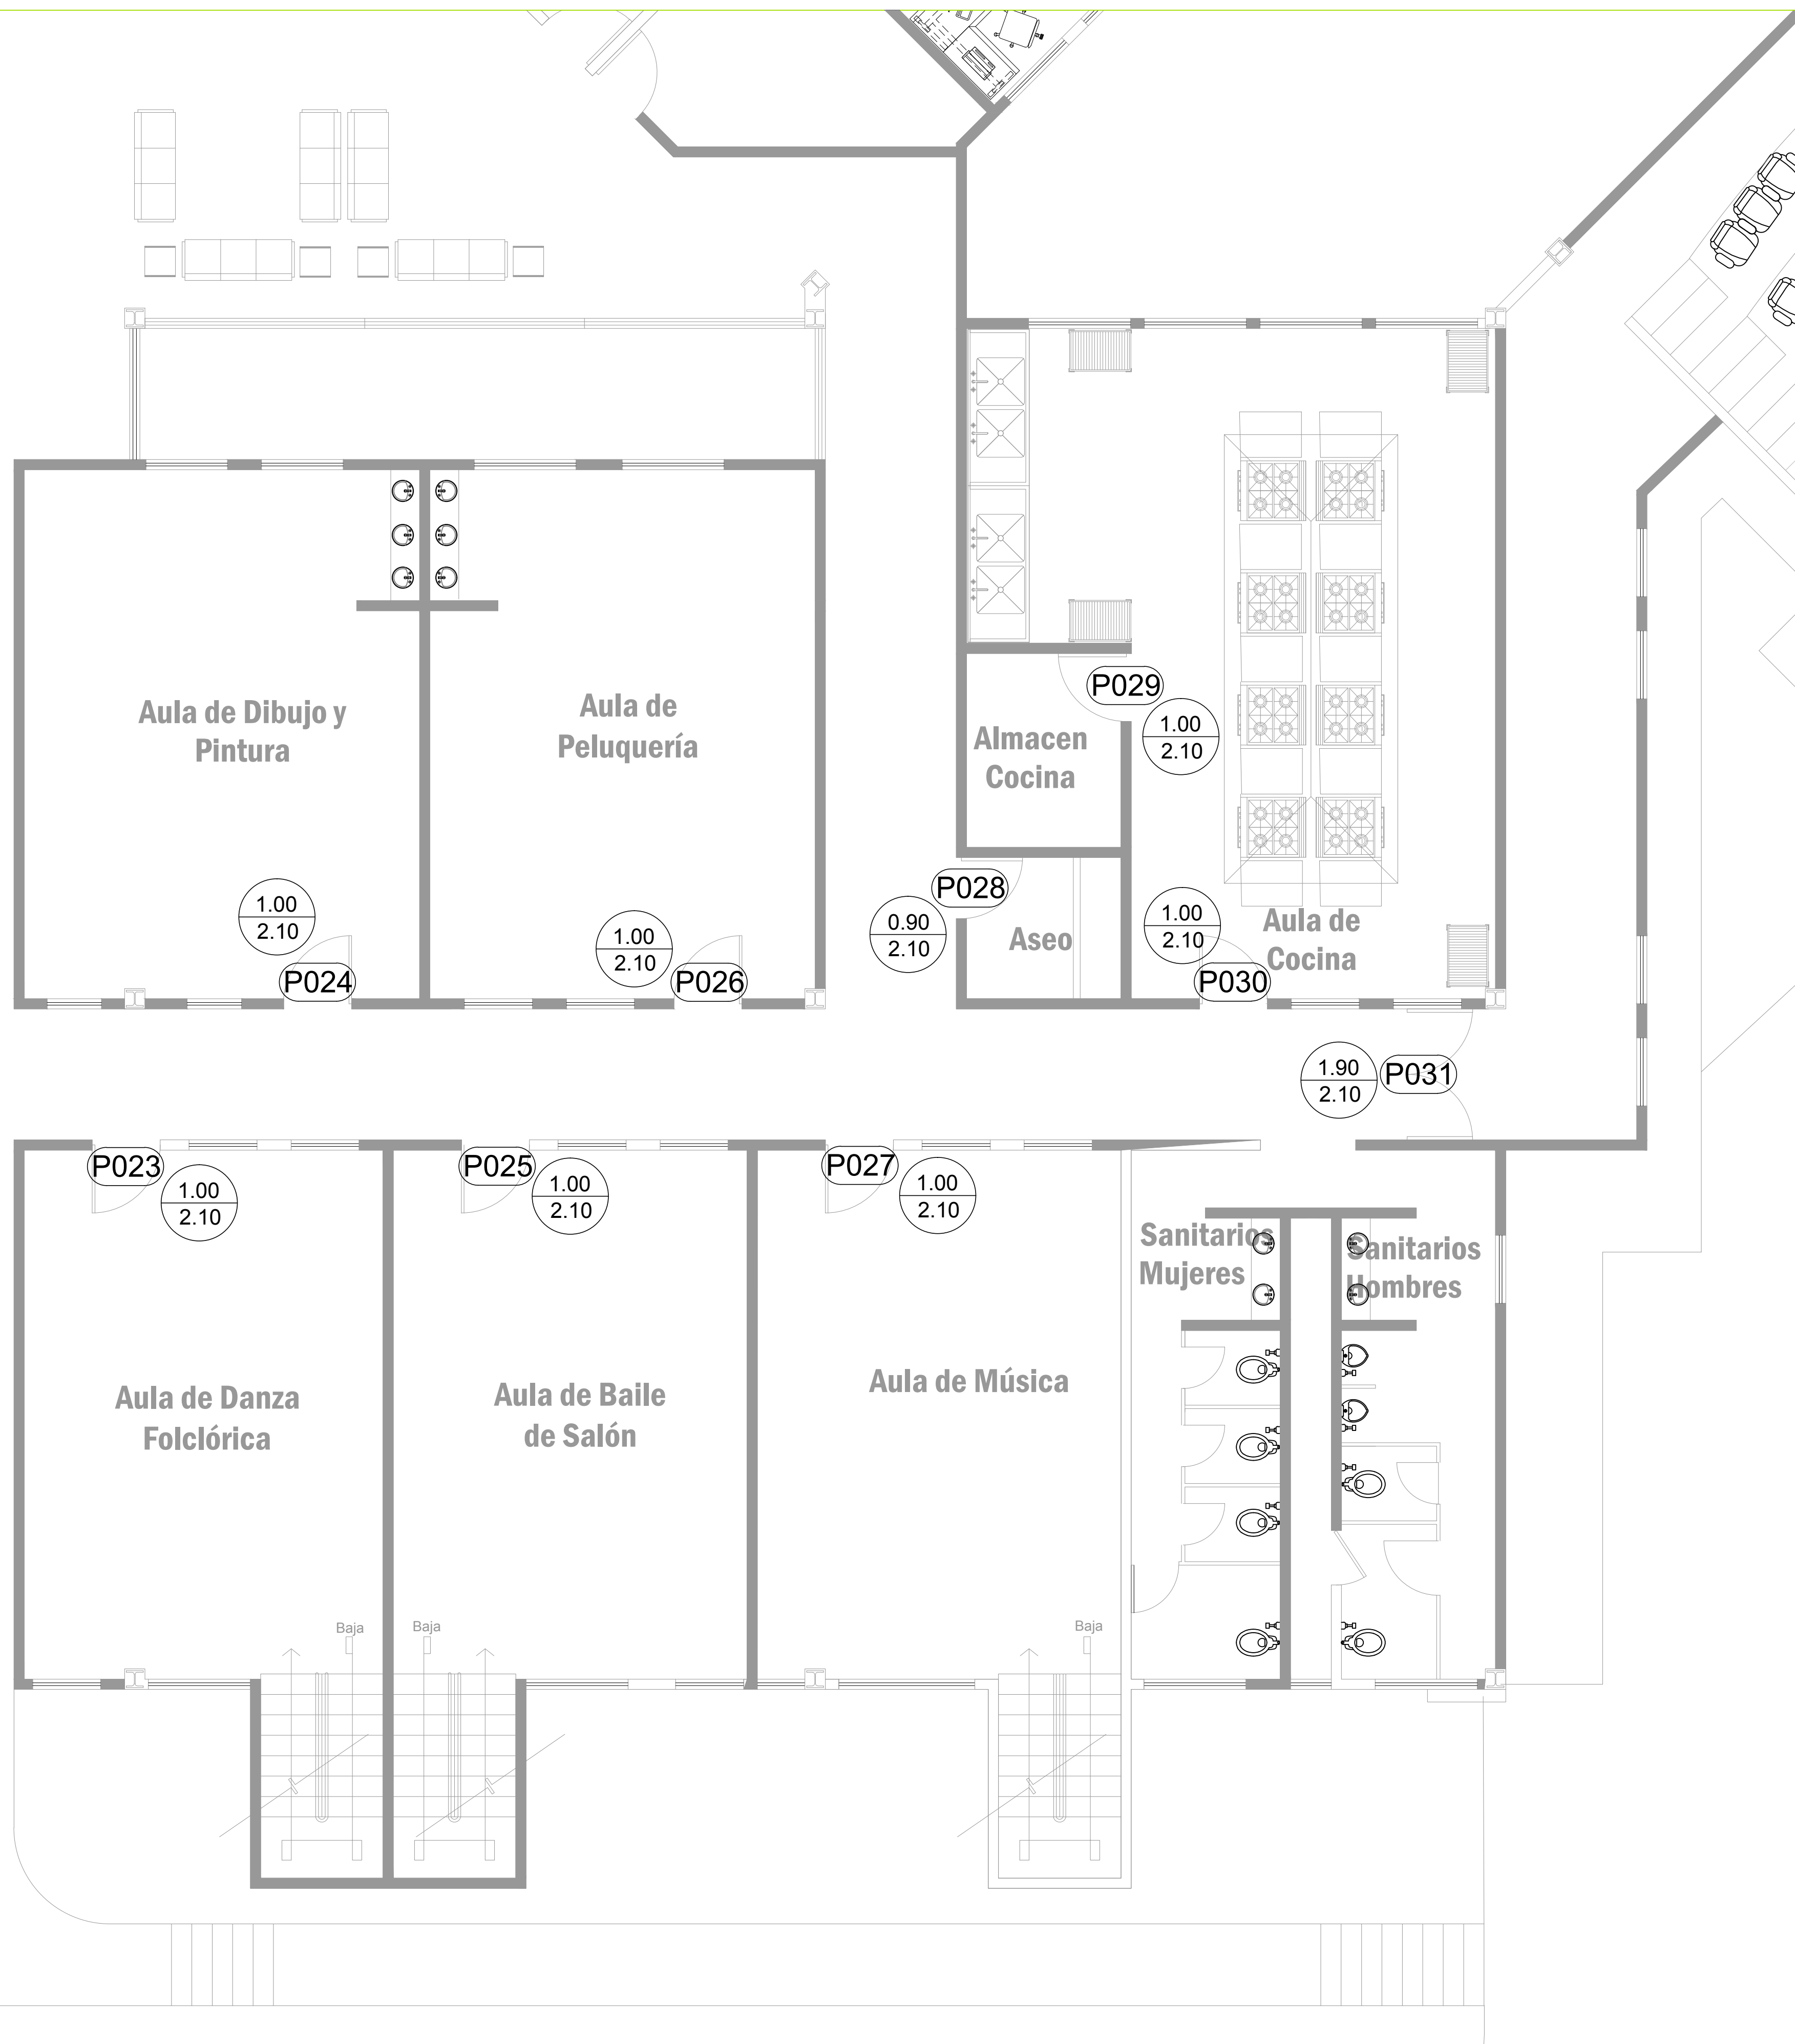 Aula de Dibujo y
Pintura
Aula de
Peluquería
P029
1.00
2.10
Almacen
Cocina
P028
0.90
2.10
Aseo
1.00
2.10
P024
1.00
2.10
P026
1.00
2.10
P030
Aula de
Cocina
1.90
2.10
P031
P023
1.00
2.10
P025
1.00
2.10
P027
1.00
2.10
Sanitarios
Mujeres
Sanitarios
Hombres
Aula de Danza
Folclórica
Aula de Baile
de Salón
Aula de Música
Baja
Baja
Baja